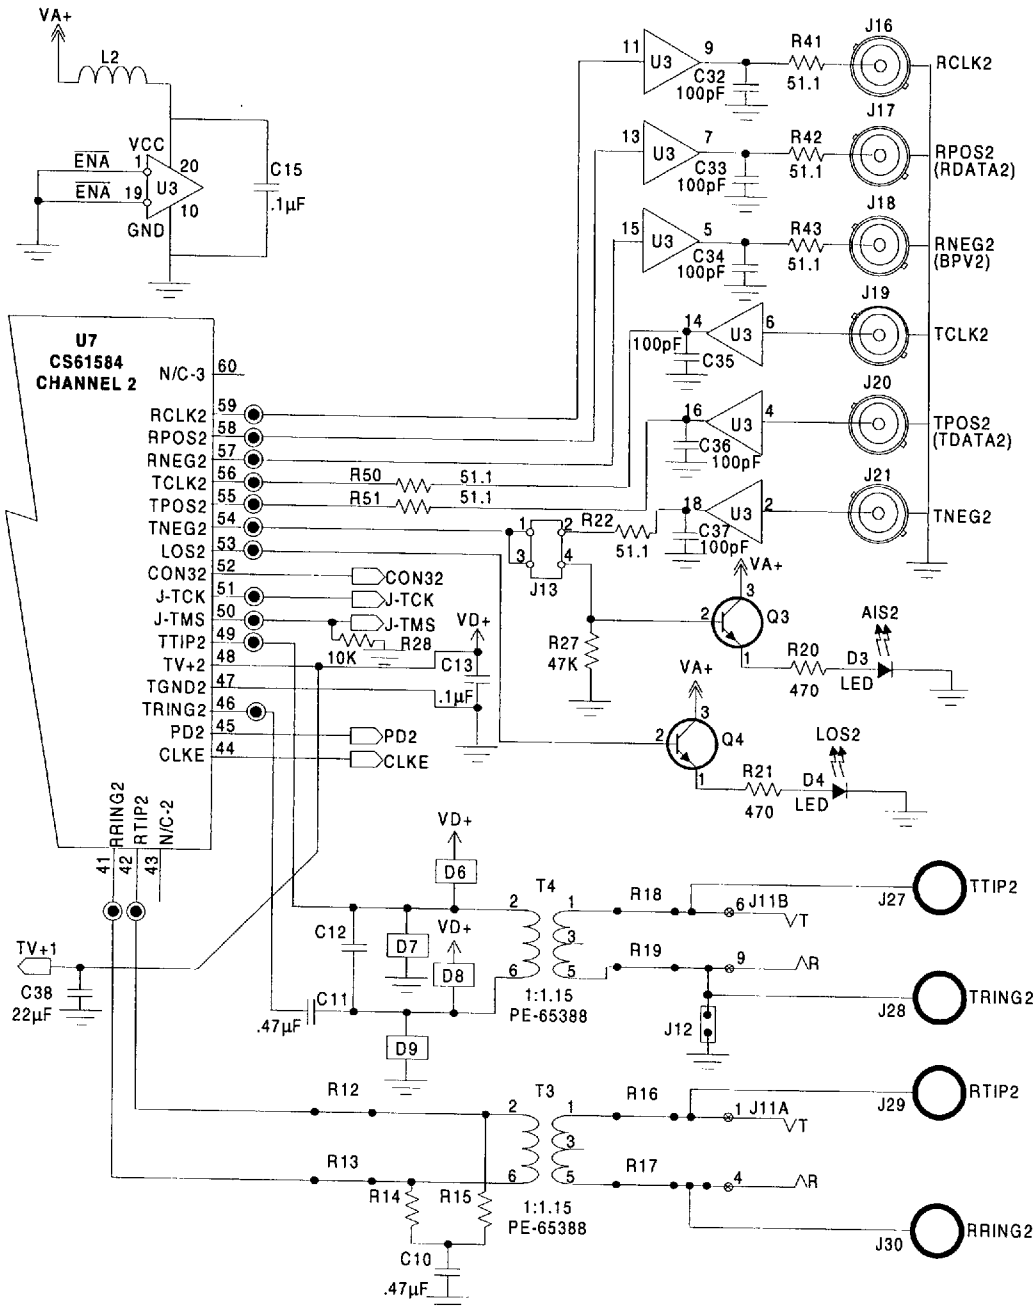 VA+
L2
VCC
ENA 1 20
U3
ENA 19
10
GND
C15
.1µF
11 U3 9
C32
100pF
R41
51.1
J16
RCLK2
13 U3 7
C33
100pF
R42
51.1
J17
RPOS2
(RDATA2)
15 U3 5
C34
100pF
R43
51.1
J18
RNEG2
(BPV2)
14 U3 6
100pF C35
J19
TCLK2
16 U3 4
C36
100pF
J20
TPOS2
(TDATA2)
18 U3 2
C37
100pF
J21
TNEG2
U7
CS61584
CHANNEL 2
N/C-3 60
RCLK2 59
RPOS2 58
RNEG2 57
TCLK2 56
TPOS2 55
TNEG2 54
LOS2 53
CON32 52
J-TCK 51
J-TMS 50
TTIP2 49
TV+2 48
TGND2 47
TRING2 46
PD2 45
CLKE 44
RRING2
RTIP2
N/C-2
41
42
43
R50 51.1
R51 51.1
1 2
3 4
J13
R22
51.1
CON32
J-TCK
J-TMS
R28
10K
VD+
C13
.1µF
PD2
CLKE
R27
47K
VA+
3
2 Q3
1
R20
470
D3
LED
AIS2
VA+
3
2 Q4
1
R21
470
D4
LED
LOS2
TV+1
C38
22µF
VD+
D6
C12
D7
VD+
D8
C11
.47µF
D9
T4
2 1
3
6 5
1:1.15
PE-65388
R18
R19
6 J11B
T
9
R
J12
J27
TTIP2
J28
TRING2
R12
R13
R14
R15
C10
.47µF
T3
2 1
3
6 5
1:1.15
PE-65388
R16
R17
1 J11A
T
4
R
J29
RTIP2
J30
RRING2